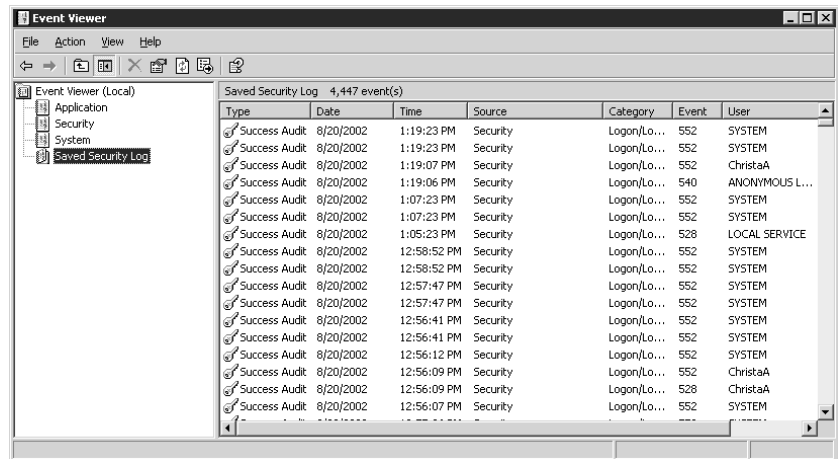 Event Viewer
File Action View Help
Event Viewer (Local)
Application
Security
System
Saved Security Log
Saved Security Log 4,447 event(s)
Type Date Time Source Category Event User
Success Audit 8/20/2002 1:19:23 PM Security Logon/Lo... 552 SYSTEM
Success Audit 8/20/2002 1:19:23 PM Security Logon/Lo... 552 SYSTEM
Success Audit 8/20/2002 1:19:07 PM Security Logon/Lo... 552 ChristaA
Success Audit 8/20/2002 1:19:06 PM Security Logon/Lo... 540 ANONYMOUS L...
Success Audit 8/20/2002 1:07:23 PM Security Logon/Lo... 552 SYSTEM
Success Audit 8/20/2002 1:07:23 PM Security Logon/Lo... 552 SYSTEM
Success Audit 8/20/2002 1:05:23 PM Security Logon/Lo... 528 LOCAL SERVICE
Success Audit 8/20/2002 12:58:52 PM Security Logon/Lo... 552 SYSTEM
Success Audit 8/20/2002 12:58:52 PM Security Logon/Lo... 552 SYSTEM
Success Audit 8/20/2002 12:57:47 PM Security Logon/Lo... 552 SYSTEM
Success Audit 8/20/2002 12:57:47 PM Security Logon/Lo... 552 SYSTEM
Success Audit 8/20/2002 12:56:41 PM Security Logon/Lo... 552 SYSTEM
Success Audit 8/20/2002 12:56:41 PM Security Logon/Lo... 552 SYSTEM
Success Audit 8/20/2002 12:56:12 PM Security Logon/Lo... 552 SYSTEM
Success Audit 8/20/2002 12:56:09 PM Security Logon/Lo... 552 ChristaA
Success Audit 8/20/2002 12:56:09 PM Security Logon/Lo... 528 ChristaA
Success Audit 8/20/2002 12:56:07 PM Security Logon/Lo... 552 SYSTEM